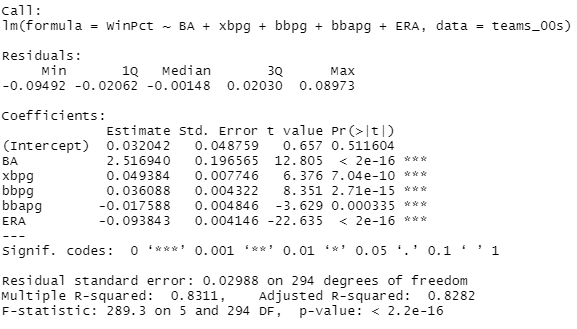 Call:
lm(formula = WinPct ~ BA + xbpg + bbpg + bbapg + ERA, data = teams_00s)
Residuals:
Min 1Q Median 3Q Max
-0.09492 -0.02062 -0.00148 0.02030 0.08973
Coefficients:
Estimate Std. Error t value Pr(>|t|)
(Intercept) 0.032042 0.048759 0.657 0.511604
BA 2.516940 0.196565 12.805 < 2e-16 ***
xbpg 0.049384 0.007746 6.376 7.04e-10 ***
bbpg 0.036088 0.004322 8.351 2.71e-15 ***
bbapg -0.017588 0.004846 -3.629 0.000335 ***
ERA -0.093843 0.004146 -22.635 < 2e-16 ***
---
Signif. codes: 0 ‘***’ 0.001 ‘**’ 0.01 ‘*’ 0.05 ‘.’ 0.1 ‘ ’ 1
Residual standard error: 0.02988 on 294 degrees of freedom
Multiple R-squared: 0.8311, Adjusted R-squared: 0.8282
F-statistic: 289.3 on 5 and 294 DF, p-value: < 2.2e-16